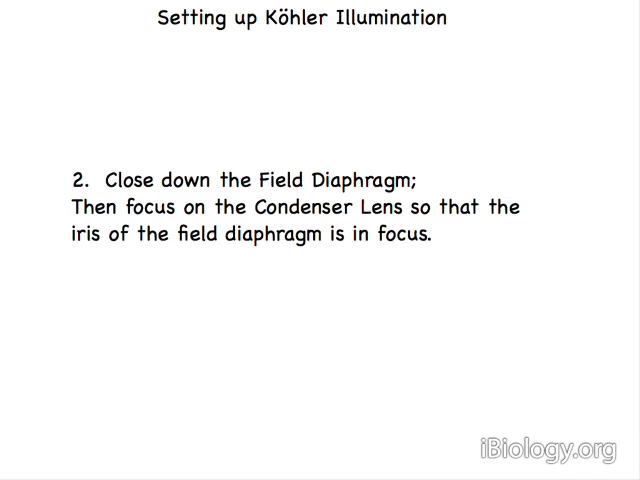 Setting up Köhler Illumination
2. Close down the Field Diaphragm;
Then focus on the Condenser Lens so that the
iris of the field diaphragm is in focus.
iBiology.org